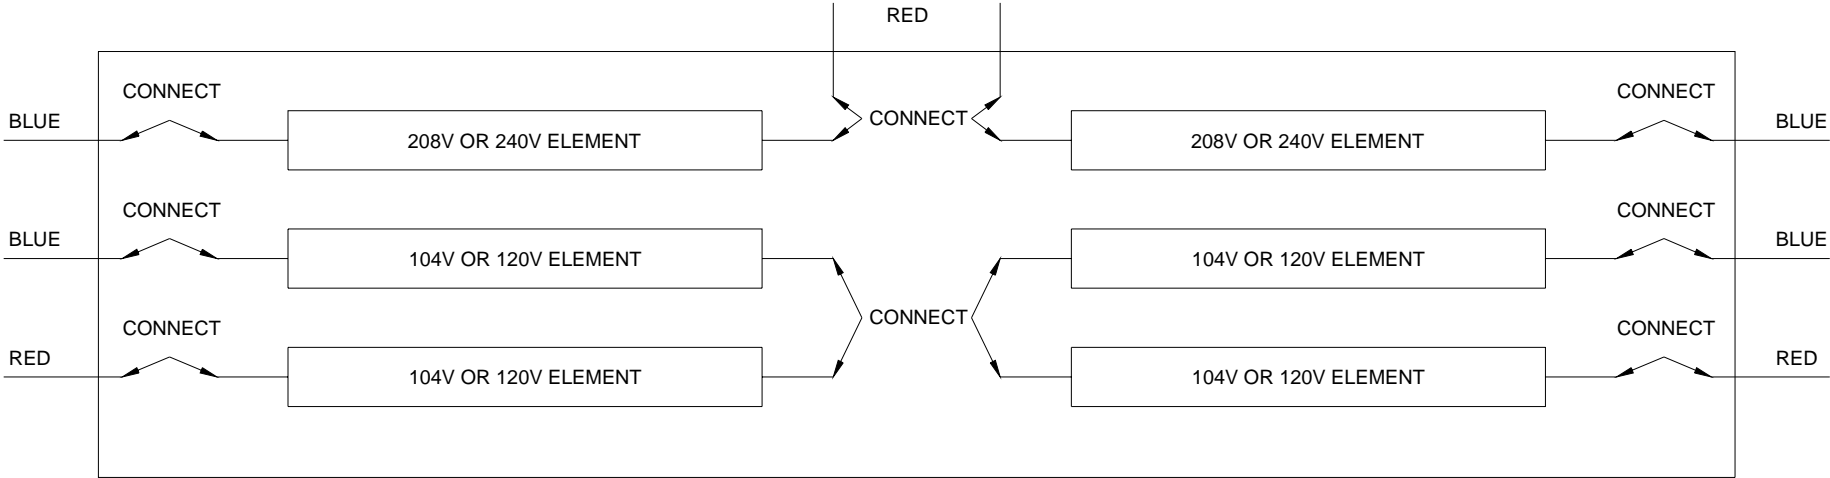 RED
CONNECT
CONNECT
BLUE
208V OR 240V ELEMENT
CONNECT
208V OR 240V ELEMENT
BLUE
CONNECT
CONNECT
BLUE
104V OR 120V ELEMENT
104V OR 120V ELEMENT
BLUE
CONNECT
CONNECT
CONNECT
RED
104V OR 120V ELEMENT
104V OR 120V ELEMENT
RED